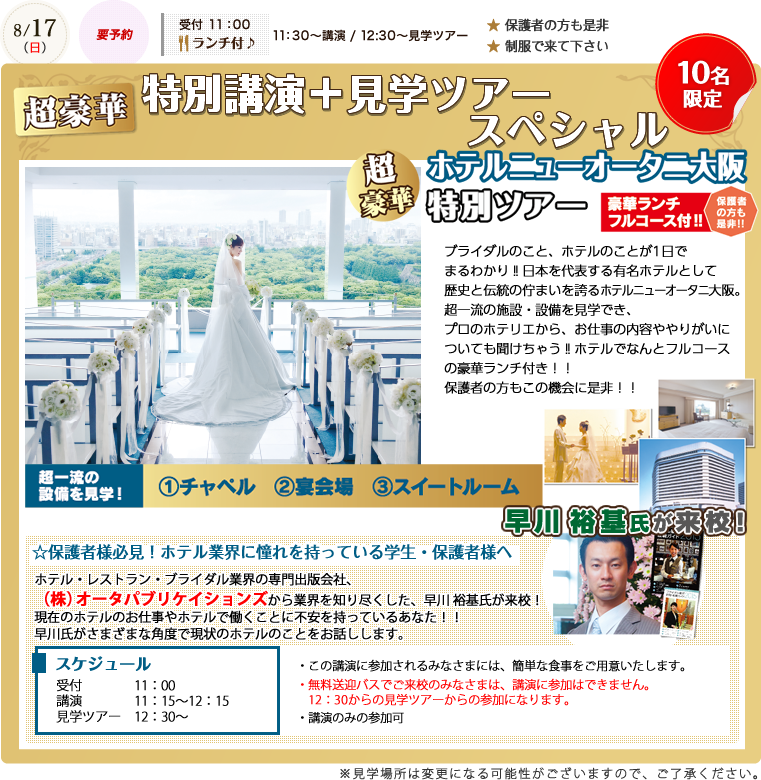 8/17
（日）
要予約
受付 11：00
ランチ付♪
11：30～講演 / 12：30～見学ツアー
★ 保護者の方も是非
★ 制服で来て下さい
10名
限定
超豪華
特別講演＋見学ツアー
スペシャル
超
豪華
ホテルニューオータニ大阪
特別ツアー
豪華ランチ
フルコース付!!
保護者
の方も
是非!!
ブライダルのこと、ホテルのことが1日で
まるわかり!!日本を代表する有名ホテルとして
歴史と伝統の佇まいを誇るホテルニューオータニ大阪。
超一流の施設・設備を見学でき、
プロのホテリエから、お仕事の内容ややりがいに
ついても聞けちゃう!!ホテルでなんとフルコース
の豪華ランチ付き！！
保護者の方もこの機会に是非！！
超一流の
設備を見学！
①チャペル ②宴会場 ③スイートルーム
早川 裕基氏が来校！
☆保護者様必見！ホテル業界に憧れを持っている学生・保護者様へ
ホテル・レストラン・ブライダル業界の専門出版会社、
（株）オータパブリケイションズから業界を知り尽くした、早川 裕基氏が来校！
現在のホテルのお仕事やホテルで働くことに不安を持っているあなた！！
早川氏がさまざまな角度で現状のホテルのことをお話しします。
スケジュール
受付 11：00
講演 11：15～12：15
見学ツアー 12：30～
・この講演に参加されるみなさまには、簡単な食事をご用意いたします。
・無料送迎バスでご来校のみなさまは、講演に参加はできません。
12：30からの見学ツアーからの参加になります。
・講演のみの参加可
※見学場所は変更になる可能性がございますので、ご了承ください。